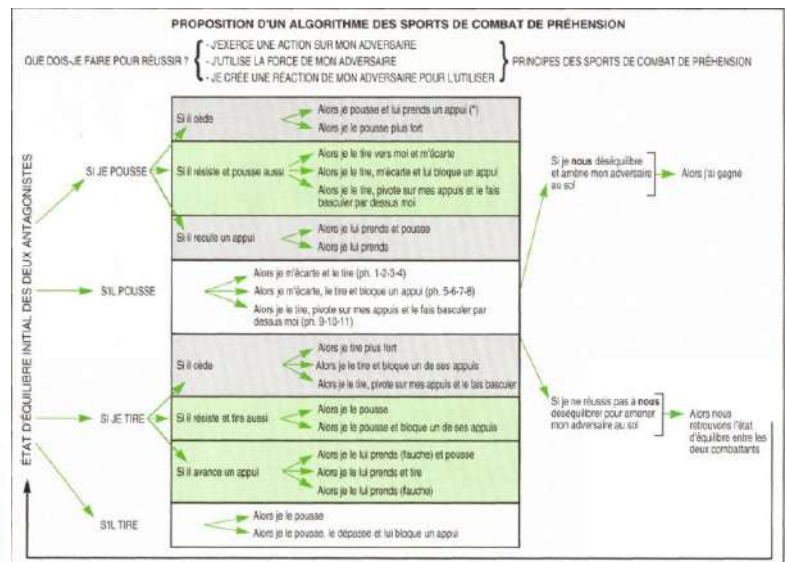 PROPOSITION D'UN ALGORITHME DES SPORTS DE COMBAT DE PRÉHENSION
QUE DOIS-JE FAIRE POUR RÉUSSIR ?
- J'EXERCE UNE ACTION SUR MON ADVERSAIRE
- J'UTILISE LA FORCE DE MON ADVERSAIRE
- JE CRÉE UNE RÉACTION DE MON ADVERSAIRE POUR L'UTILISER
PRINCIPES DES SPORTS DE COMBAT DE PRÉHENSION
ÉTAT D'ÉQUILIBRE INITIAL DES DEUX ANTAGONISTES
SI JE POUSSE
Si il cède
Alors je pousse et lui prends un appui (*)
Alors je le pousse plus fort
Si il résiste et pousse aussi
Alors je le tire vers moi et m'écarte
Alors je le tire, m'écarte et lui bloque un appui
Alors je le tire, pivote sur mes appuis et le fais
basculer par dessus moi
Si il recule un appui
Alors je lui prends et pousse
Alors je lui prends
S'IL POUSSE
Alors je m'écarte et le tire (ph. 1-2-3-4)
Alors je m'écarte, le tire et bloque un appui (ph. 5-6-7-8)
Alors je le tire, pivote sur mes appuis et le fais basculer par
dessus moi (ph. 9-10-11)
SI JE TIRE
Si il cède
Alors je tire plus fort
Alors je le tire et bloque un de ses appuis
Alors je le tire, pivote sur mes appuis et le fais basculer
Si il résiste et tire aussi
Alors je le pousse
Alors je le pousse et bloque un de ses appuis
Si il avance un appui
Alors je le lui prends (fauche) et pousse
Alors je le lui prends et tire
Alors je le lui prends (fauche)
S'IL TIRE
Alors je le pousse
Alors je le pousse, le dépasse et lui bloque un appui
Si je nous déséquilibre
et amène mon adversaire
au sol
Alors j'ai gagné
Si je ne réussis pas à nous
déséquilibrer pour amener
mon adversaire au sol
Alors nous
retrouvons l'état
d'équilibre entre les
deux combattants